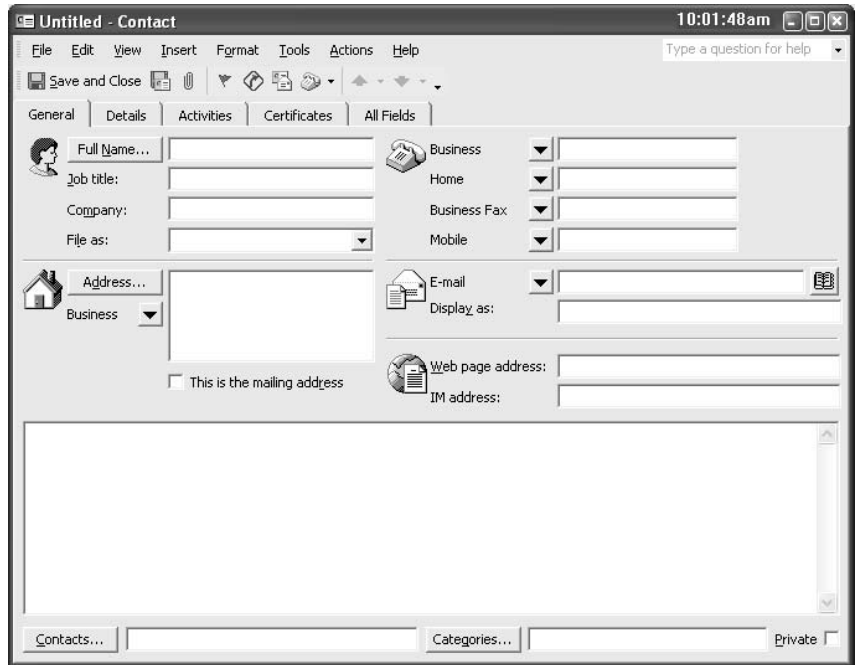 Untitled - Contact 10:01:48am
File Edit View Insert Format Tools Actions Help Type a question for help
Save and Close
General Details Activities Certificates All Fields
Full Name... Business
Job title: Home
Company: Business Fax
File as: Mobile
Address... E-mail
Business Display as:
This is the mailing address Web page address:
IM address:
Contacts... Categories... Private